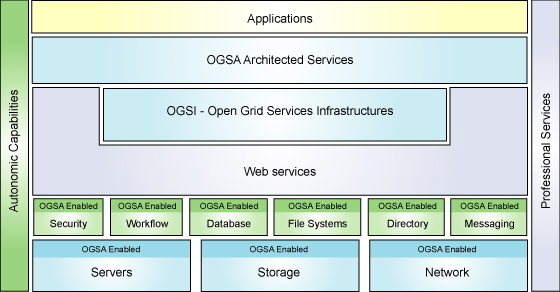 Applications
Autonomic Capabilities
Professional Services
OGSA Architected Services
OGSI - Open Grid Services Infrastructures
Web services
OGSA Enabled
Security
OGSA Enabled
Workflow
OGSA Enabled
Database
OGSA Enabled
File Systems
OGSA Enabled
Directory
OGSA Enabled
Messaging
OGSA Enabled
Servers
OGSA Enabled
Storage
OGSA Enabled
Network